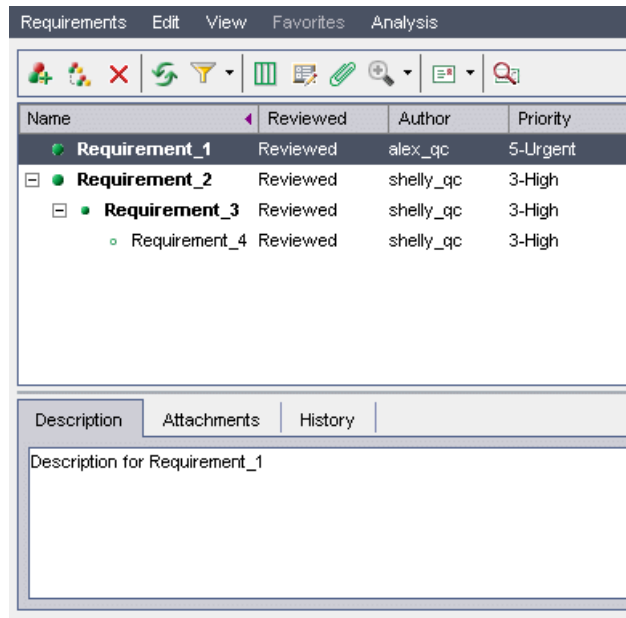 Requirements Edit View Favorites Analysis
Name Reviewed Author Priority
Requirement_1 Reviewed alex_qc 5-Urgent
Requirement_2 Reviewed shelly_qc 3-High
Requirement_3 Reviewed shelly_qc 3-High
Requirement_4 Reviewed shelly_qc 3-High
Description Attachments History
Description for Requirement_1